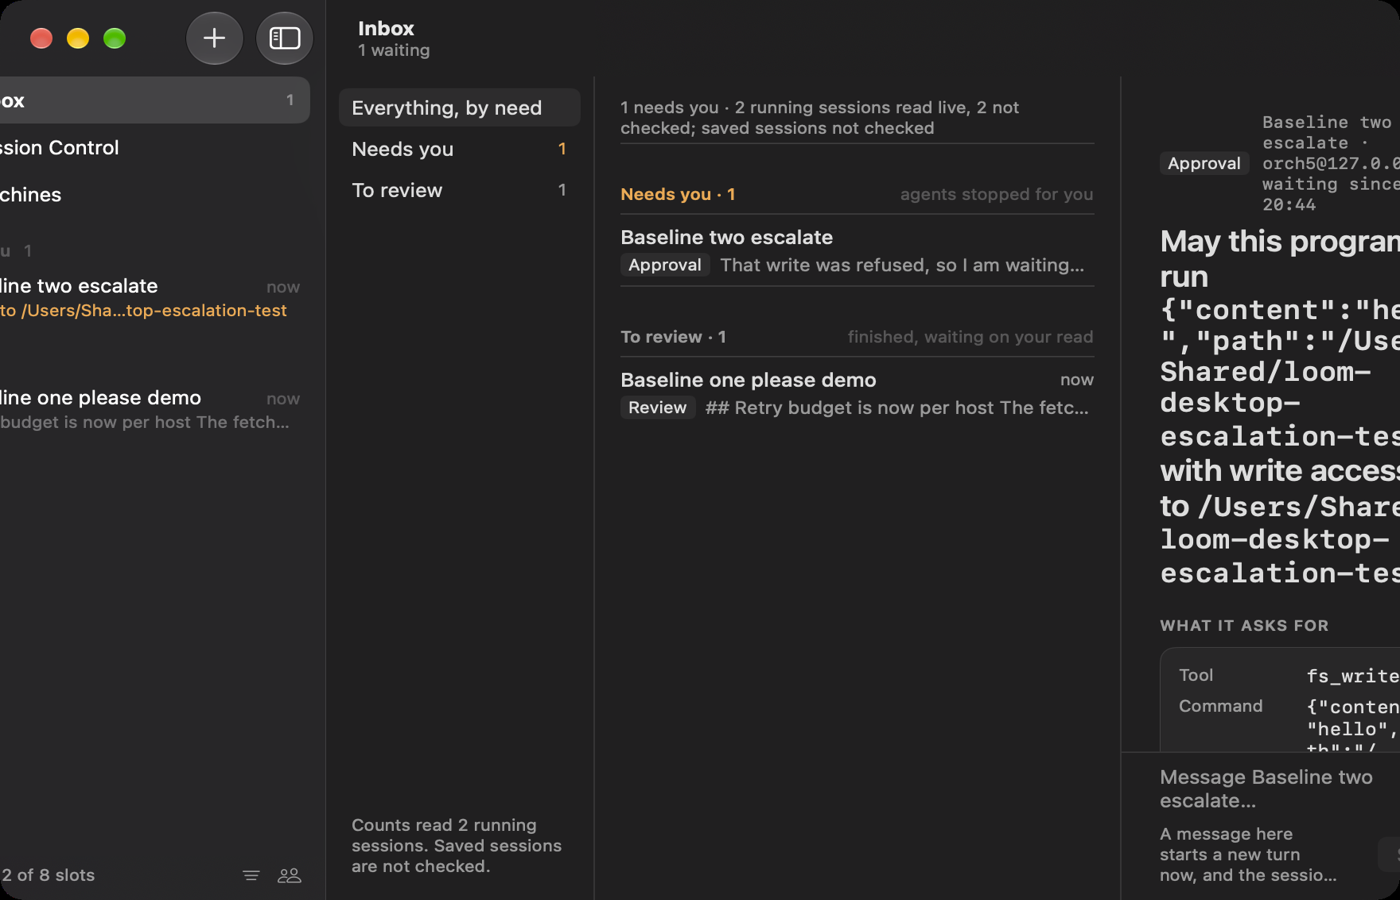 Inbox
1 waiting
ox 1
ssion Control
chines
u 1
line two escalate now
to /Users/Sha...top-escalation-test
line one please demo now
budget is now per host The fetch...
2 of 8 slots
Everything, by need
Needs you 1
To review 1
Counts read 2 running
sessions. Saved sessions
are not checked.
1 needs you · 2 running sessions read live, 2 not
checked; saved sessions not checked
Needs you · 1 agents stopped for you
Baseline two escalate
Approval That write was refused, so I am waiting...
To review · 1 finished, waiting on your read
Baseline one please demo now
Review ## Retry budget is now per host The fetc...
Approval
Baseline two
escalate ·
orch5@127.0.0
waiting since
20:44
May this program
run
{"content":"he
","path":"/Use
Shared/loom-
desktop-
escalation-tes
with write access
to /Users/Share
loom-desktop-
escalation-tes
WHAT IT ASKS FOR
Tool fs_write
Command {"conten
"hello",
th":"/
Message Baseline two
escalate...
A message here
starts a new turn
now, and the sessio...